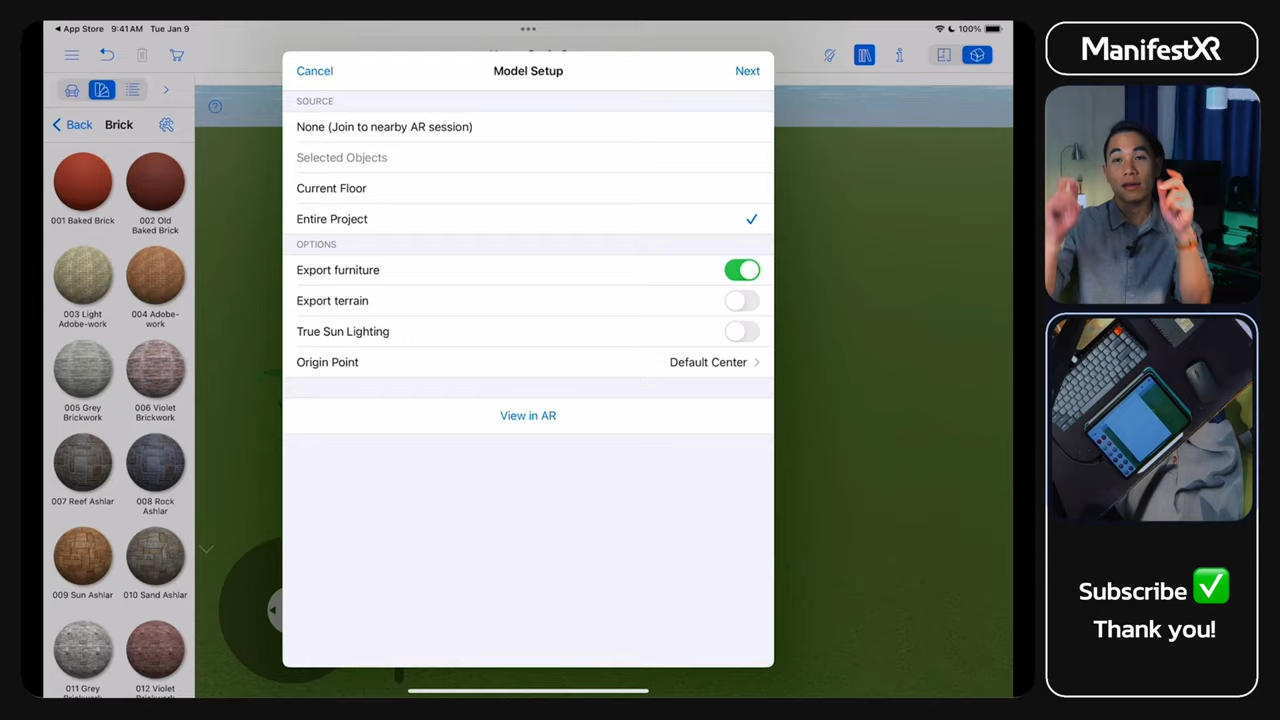 App Store 9:41 AM Tue Jan 9
100%
Cancel
Model Setup
Next
SOURCE
None (Join to nearby AR session)
Selected Objects
Current Floor
Entire Project
OPTIONS
Export furniture
Export terrain
True Sun Lighting
Origin Point
Default Center
View in AR
Back
Brick
001 Baked Brick
002 Old
Baked Brick
003 Light
Adobe-work
004 Adobe-
work
005 Grey
Brickwork
006 Violet
Brickwork
007 Reef Ashlar
008 Rock
Ashlar
009 Sun Ashlar
010 Sand Ashlar
011 Grey
012 Violet
ManifestXR
Subscribe ✅
Thank you!